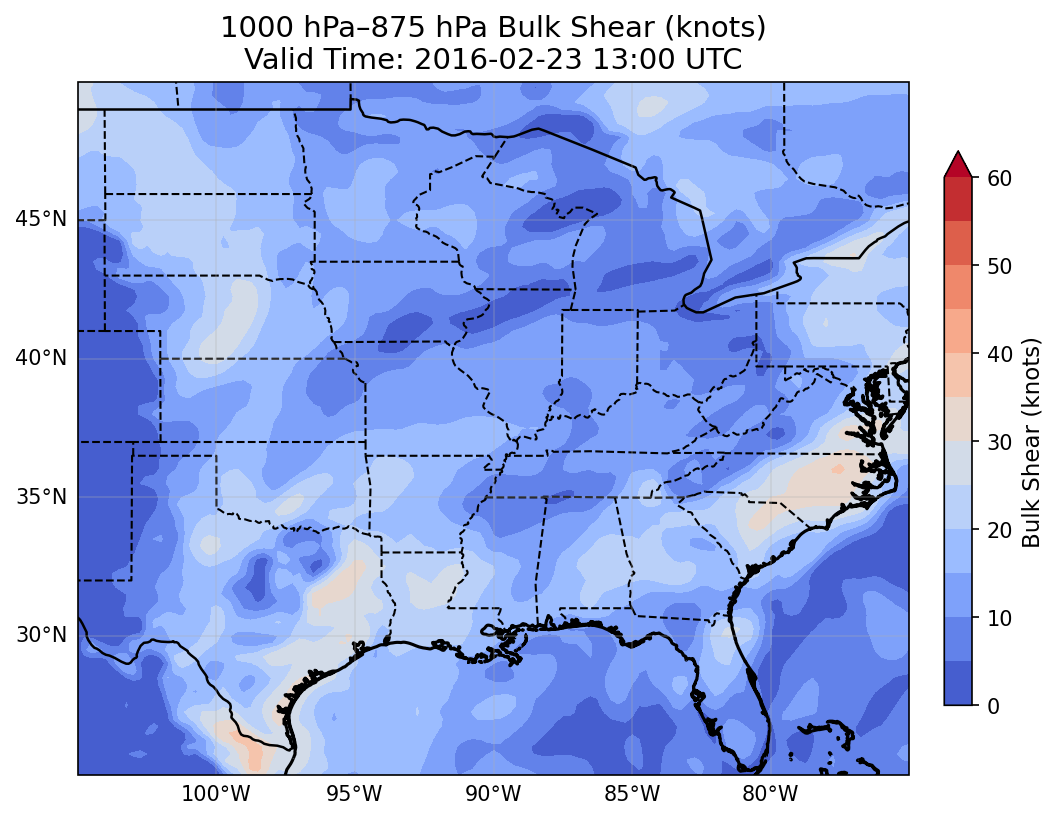 1000 hPa–875 hPa Bulk Shear (knots)
Valid Time: 2016-02-23 13:00 UTC
45°N
40°N
35°N
30°N
100°W
95°W
90°W
85°W
80°W
60
50
40
30
20
10
0
Bulk Shear (knots)